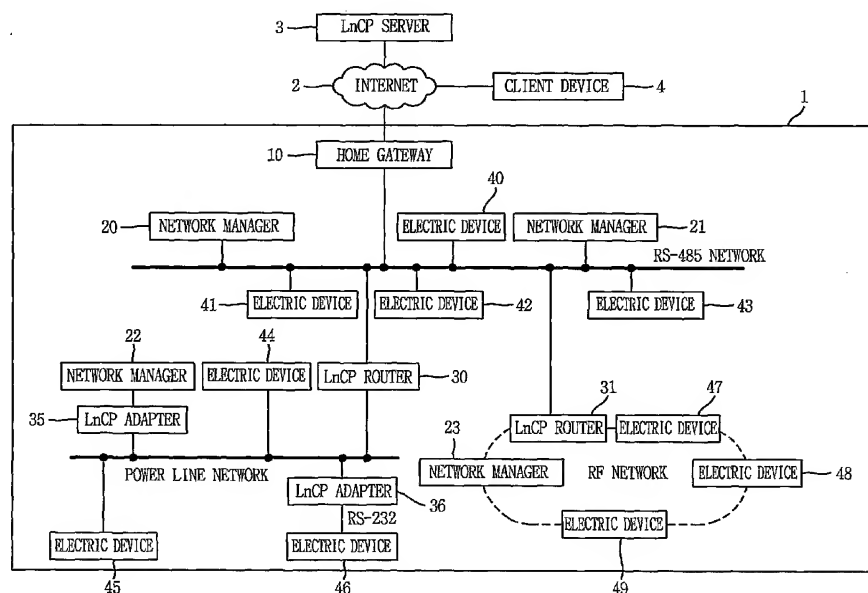 3
LnCP SERVER
2
INTERNET
CLIENT DEVICE
4
1
10
HOME GATEWAY
40
20
NETWORK MANAGER
ELECTRIC DEVICE
NETWORK MANAGER
21
RS-485 NETWORK
41
ELECTRIC DEVICE
ELECTRIC DEVICE
42
ELECTRIC DEVICE
43
22
44
NETWORK MANAGER
ELECTRIC DEVICE
LnCP ROUTER
30
31
47
35
LnCP ADAPTER
23
LnCP ROUTER
ELECTRIC DEVICE
POWER LINE NETWORK
NETWORK MANAGER
RF NETWORK
ELECTRIC DEVICE
48
LnCP ADAPTER
36
RS-232
ELECTRIC DEVICE
ELECTRIC DEVICE
ELECTRIC DEVICE
45
46
49